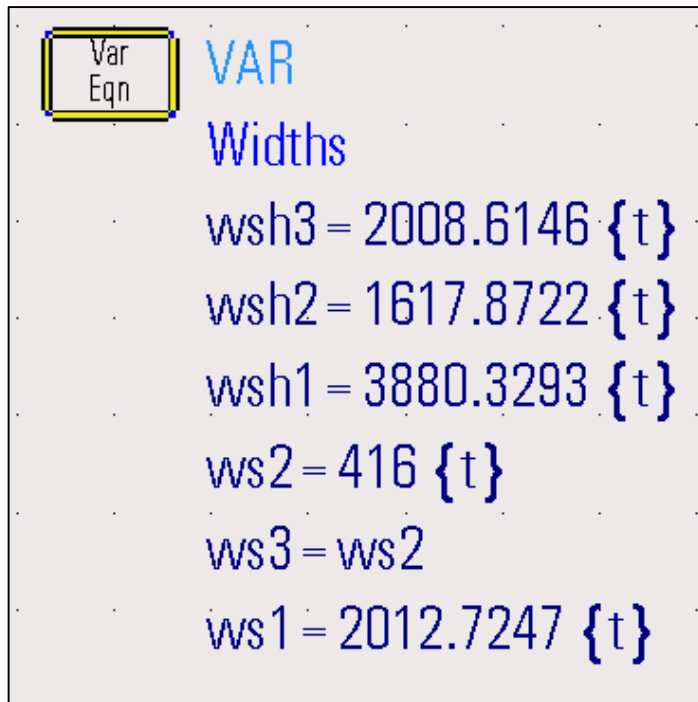 Var
Eqn
VAR
Widths
wsh3 = 2008.6146 {t}
wsh2 = 1617.8722 {t}
wsh1 = 3880.3293 {t}
ws2 = 416 {t}
ws3 = ws2
ws1 = 2012.7247 {t}